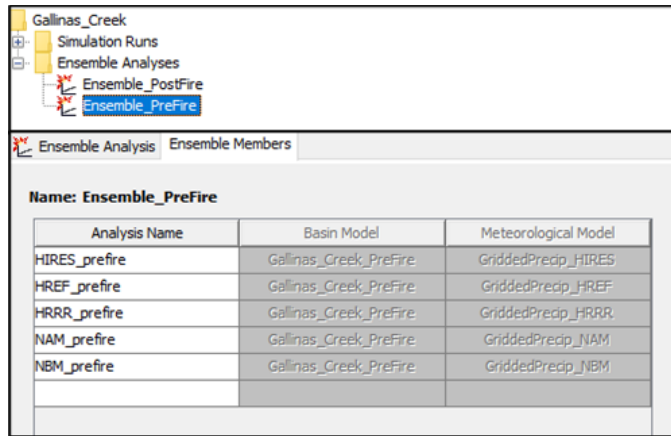 Gallinas_Creek
Simulation Runs
Ensemble Analyses
Ensemble_PostFire
Ensemble_PreFire
Ensemble Analysis Ensemble Members
Name: Ensemble_PreFire
Analysis Name Basin Model Meteorological Model
HIRES_prefire Gallinas_Creek_PreFire GriddedPrecip_HIRES
HREF_prefire Gallinas_Creek_PreFire GriddedPrecip_HREF
HRRR_prefire Gallinas_Creek_PreFire GriddedPrecip_HRRR
NAM_prefire Gallinas_Creek_PreFire GriddedPrecip_NAM
NBM_prefire Gallinas_Creek_PreFire GriddedPrecip_NBM